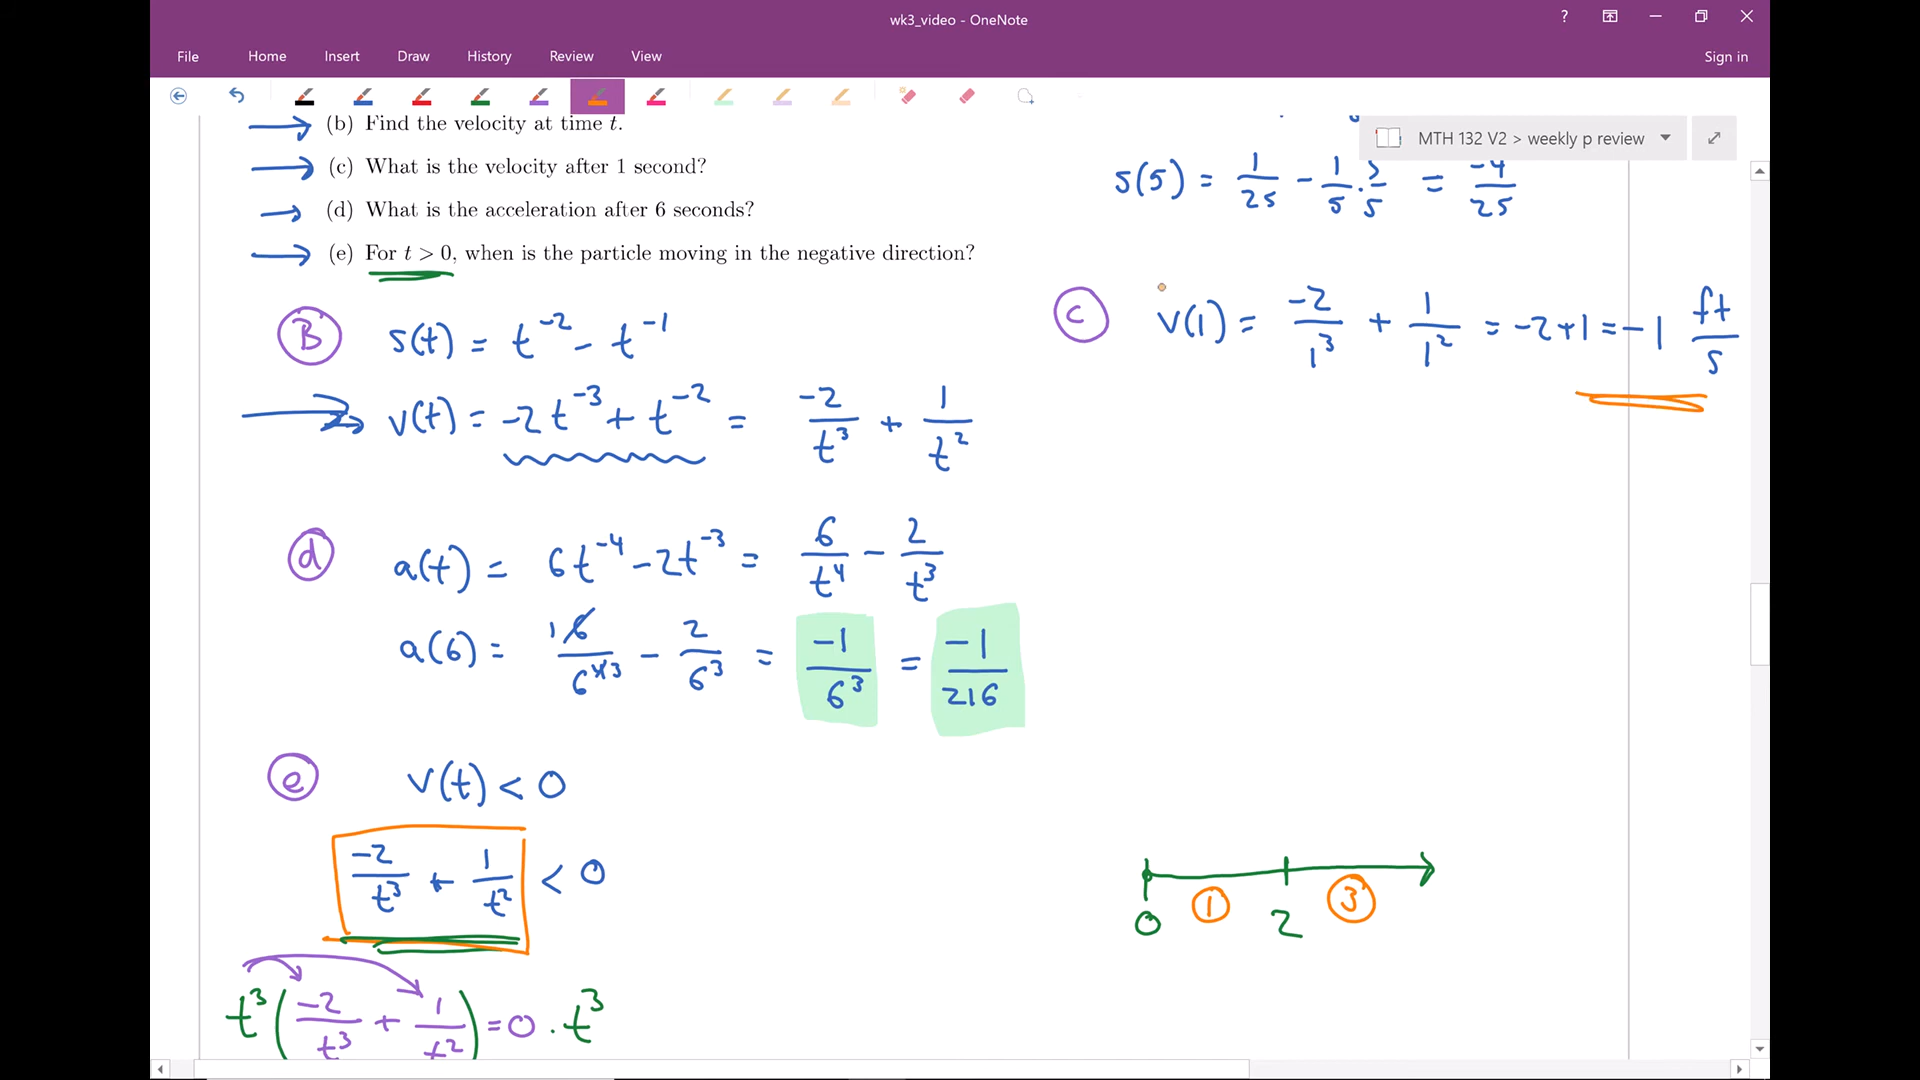 wk3_video - OneNote
?
File Home Insert Draw History Review View Sign in
MTH 132 V2 > weekly p review
(b) Find the velocity at time t.
(c) What is the velocity after 1 second?
(d) What is the acceleration after 6 seconds?
(e) For t > 0, when is the particle moving in the negative direction?
s(5) = 1/25 - 1/5 · 5/5 = -4/25
B s(t) = t^-2 - t^-1
v(t) = -2t^-3 + t^-2 = -2/t^3 + 1/t^2
c v(1) = -2/1^3 + 1/1^2 = -2+1 = -1 ft/s
d a(t) = 6t^-4 - 2t^-3 = 6/t^4 - 2/t^3
a(6) = 1 6/6^4 3 - 2/6^3 = -1/6^3 = -1/216
e v(t) < 0
-2/t^3 + 1/t^2 < 0
1 3
0 2
t^3 ( -2/t^3 + 1/t^2 ) = 0 · t^3